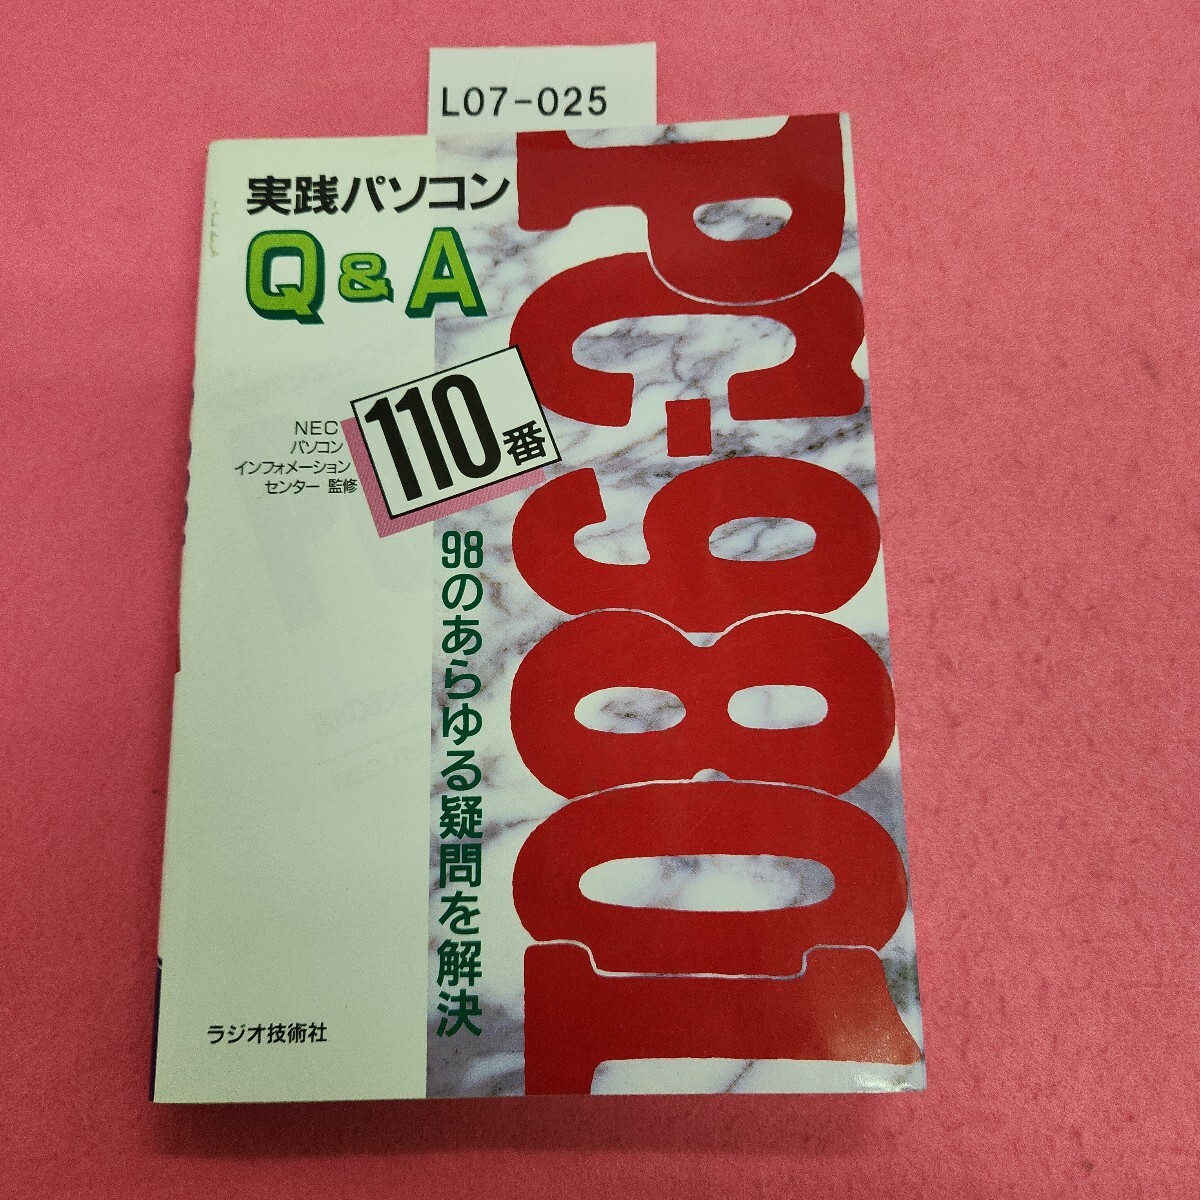 L07-025
実践パソコン
Q&A
110番
NEC
パソコン
インフォメーション
センター 監修
98のあらゆる疑問を解決
PC-9801
ラジオ技術社